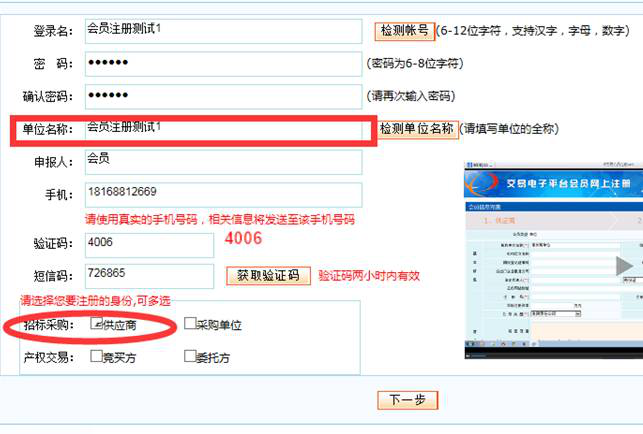 登录名： 会员注册测试1 检测帐号 (6-12位字符，支持汉字，字母，数字)
密 码： ●●●●●● (密码为6-8位字符)
确认密码： ●●●●●● (请再次输入密码)
单位名称： 会员注册测试1 检测单位名称 (请填写单位的全称)
申报人： 会员
手机： 18168812669
请使用真实的手机号码，相关信息将发送至该手机号码
验证码： 4006 4006
短信码： 726865 获取验证码 验证码两小时内有效
请选择您要注册的身份,可多选
招标采购： 供应商 采购单位
产权交易： 竞买方 委托方
下一步
交易电子平台会员网上注册
1. 供应商